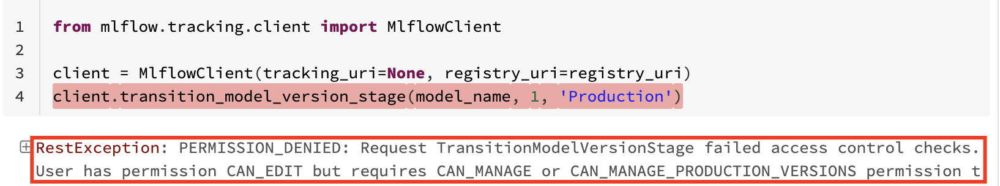 1 from mlflow.tracking.client import MlflowClient
2
3 client = MlflowClient(tracking_uri=None, registry_uri=registry_uri)
4 client.transition_model_version_stage(model_name, 1, 'Production')
RestException: PERMISSION_DENIED: Request TransitionModelVersionStage failed access control checks.
User has permission CAN_EDIT but requires CAN_MANAGE or CAN_MANAGE_PRODUCTION_VERSIONS permission t